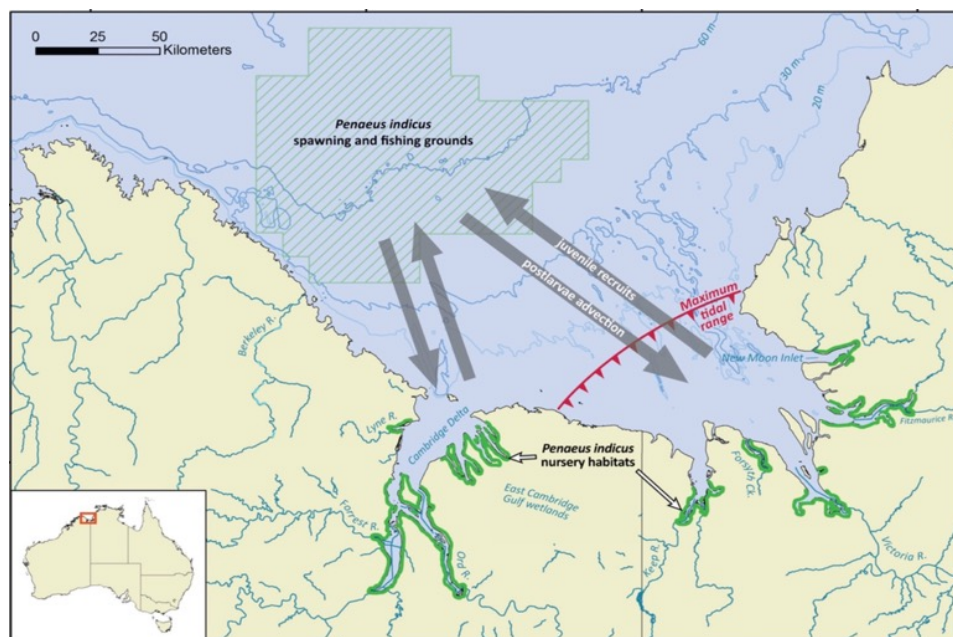 0 25 50
Kilometers
60 m
30 m
20 m
Penaeus indicus
spawning and fishing grounds
juvenile recruits
postlarvae advection
Maximum
tidal
range
Berkeley R.
New Moon Inlet
Lyne R.
Cambridge Delta
Fitzmaurice R.
Penaeus indicus
nursery habitats
Forsyth Ck.
East Cambridge
Gulf wetlands
Forrest R.
Ord R.
Keep R.
Victoria R.